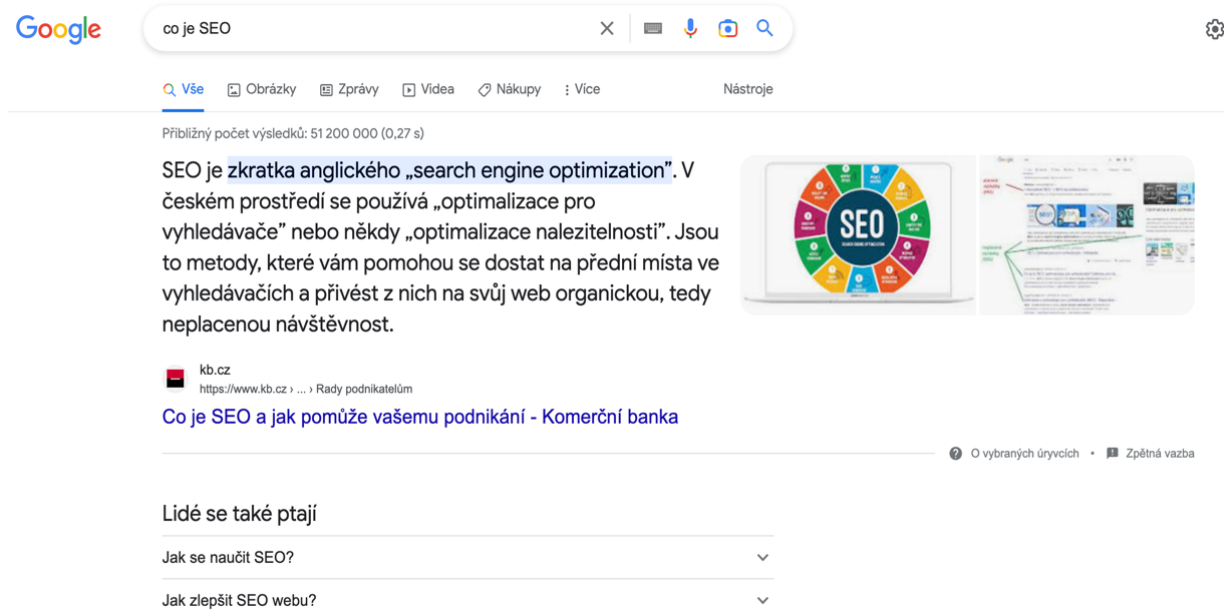 Google
co je SEO
Vše Obrázky Zprávy Videa Nákupy Více Nástroje
Přibližný počet výsledků: 51 200 000 (0,27 s)
SEO je zkratka anglického „search engine optimization”. V
českém prostředí se používá „optimalizace pro
vyhledávače” nebo někdy „optimalizace nalezitelnosti”. Jsou
to metody, které vám pomohou se dostat na přední místa ve
vyhledávačích a přivést z nich na svůj web organickou, tedy
neplacenou návštěvnost.
SEO
SEARCH ENGINE OPTIMIZATION
kb.cz
https://www.kb.cz › ... › Rady podnikatelům
Co je SEO a jak pomůže vašemu podnikání - Komerční banka
O vybraných úryvcích • Zpětná vazba
Lidé se také ptají
Jak se naučit SEO?
Jak zlepšit SEO webu?